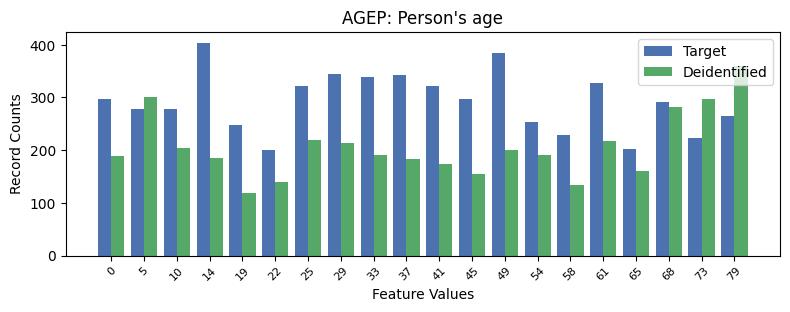 AGEP: Person's age
Target
Deidentified
Record Counts
400
300
200
100
0
0 5 10 14 19 22 25 29 33 37 41 45 49 54 58 61 65 68 73 79
Feature Values